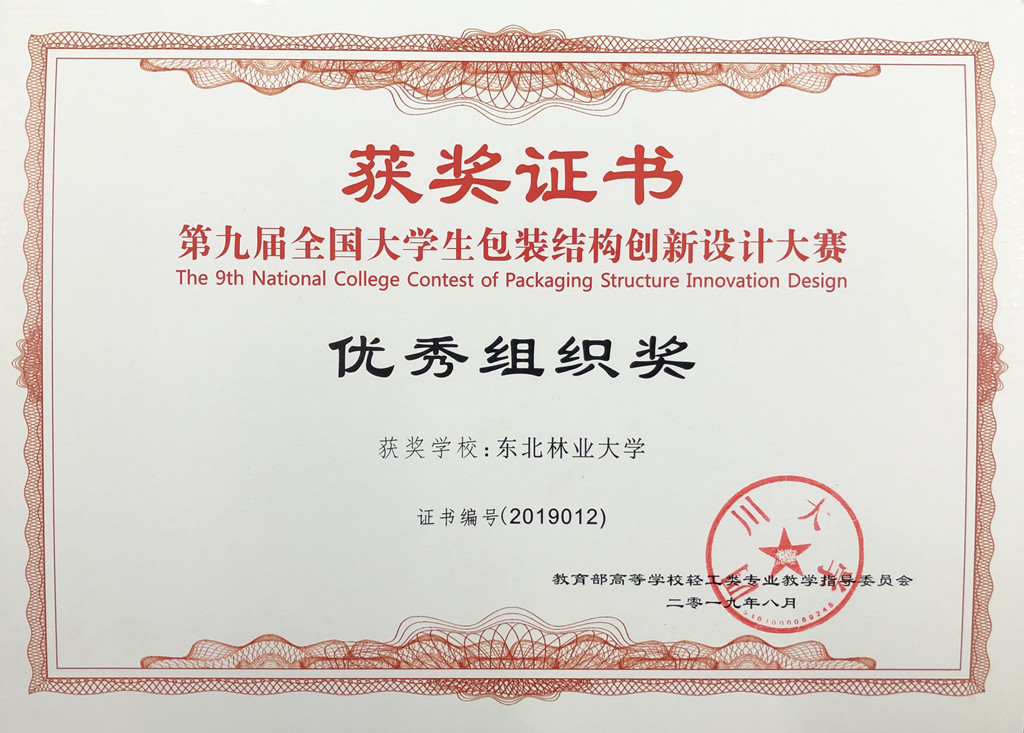 获奖证书
第九届全国大学生包装结构创新设计大赛
The 9th National College Contest of Packaging Structure Innovation Design
优秀组织奖
获奖学校:东北林业大学
证书编号(2019012)
教育部高等学校轻工类专业教学指导委员会
二零一九年八月
四川大学